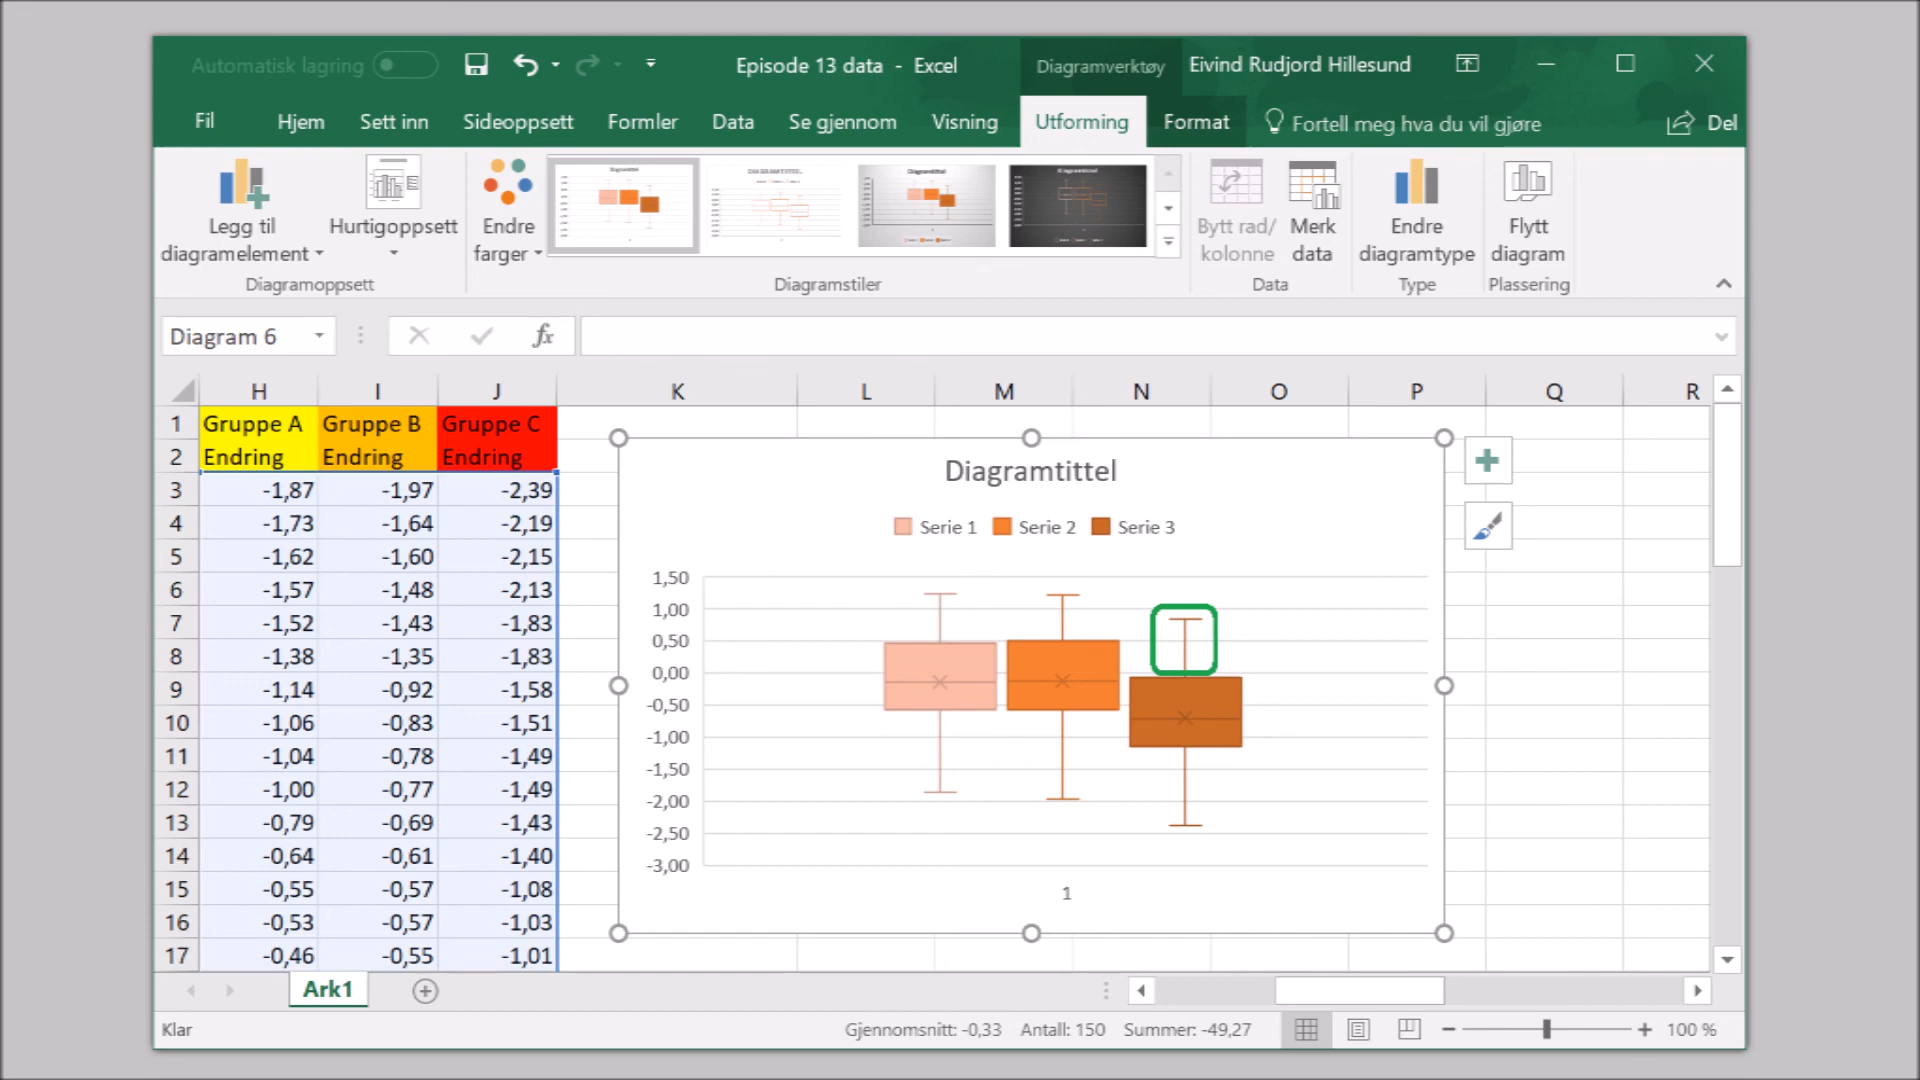 Automatisk lagring
Episode 13 data - Excel
Diagramverktøy
Eivind Rudjord Hillesund
Fil Hjem Sett inn Sideoppsett Formler Data Se gjennom Visning Utforming Format Fortell meg hva du vil gjøre Del
Legg til diagramelement
Hurtigoppsett
Diagramoppsett
Endre farger
Diagramstiler
Bytt rad/ kolonne
Merk data
Data
Endre diagramtype
Type
Flytt diagram
Plassering
Diagram 6
fx
H I J K L M N O P Q R
1 Gruppe A Gruppe B Gruppe C
2 Endring Endring Endring
3 -1,87 -1,97 -2,39
4 -1,73 -1,64 -2,19
5 -1,62 -1,60 -2,15
6 -1,57 -1,48 -2,13
7 -1,52 -1,43 -1,83
8 -1,38 -1,35 -1,83
9 -1,14 -0,92 -1,58
10 -1,06 -0,83 -1,51
11 -1,04 -0,78 -1,49
12 -1,00 -0,77 -1,49
13 -0,79 -0,69 -1,43
14 -0,64 -0,61 -1,40
15 -0,55 -0,57 -1,08
16 -0,53 -0,57 -1,03
17 -0,46 -0,55 -1,01
Diagramtittel
Serie 1 Serie 2 Serie 3
1,50
1,00
0,50
0,00
-0,50
-1,00
-1,50
-2,00
-2,50
-3,00
1
Ark1
Klar
Gjennomsnitt: -0,33 Antall: 150 Summer: -49,27
100 %